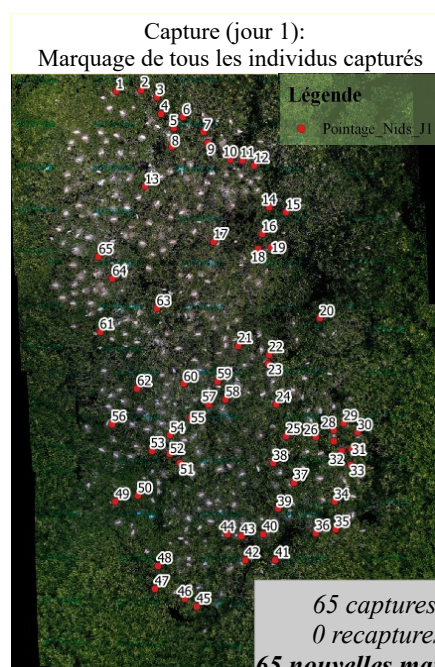 Capture (jour 1):
Marquage de tous les individus capturés
Légende
Pointage_Nids_J1
1 2 3
4 6
5 7
8 9
10 11 12
13
14 15
16
17
18 19
65
64
63
20
61
21 22
23
62 60 59
58
57 24
56 55
54 25 26 28 29 30
53 52 32 31
51 38 33
37
49 50 34
39
44 43 40 36 35
42 41
48
47
46 45
65 captures
0 recapture
65 nouvelles